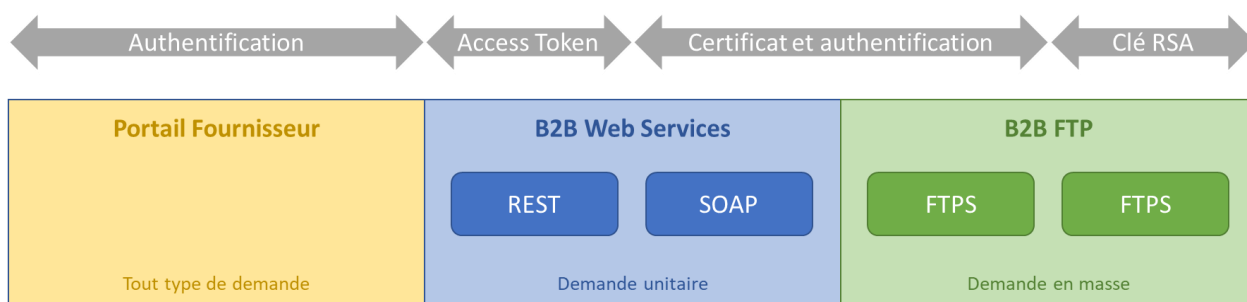 Authentification
Access Token
Certificat et authentification
Clé RSA
Portail Fournisseur
B2B Web Services
B2B FTP
REST
SOAP
FTPS
FTPS
Tout type de demande
Demande unitaire
Demande en masse